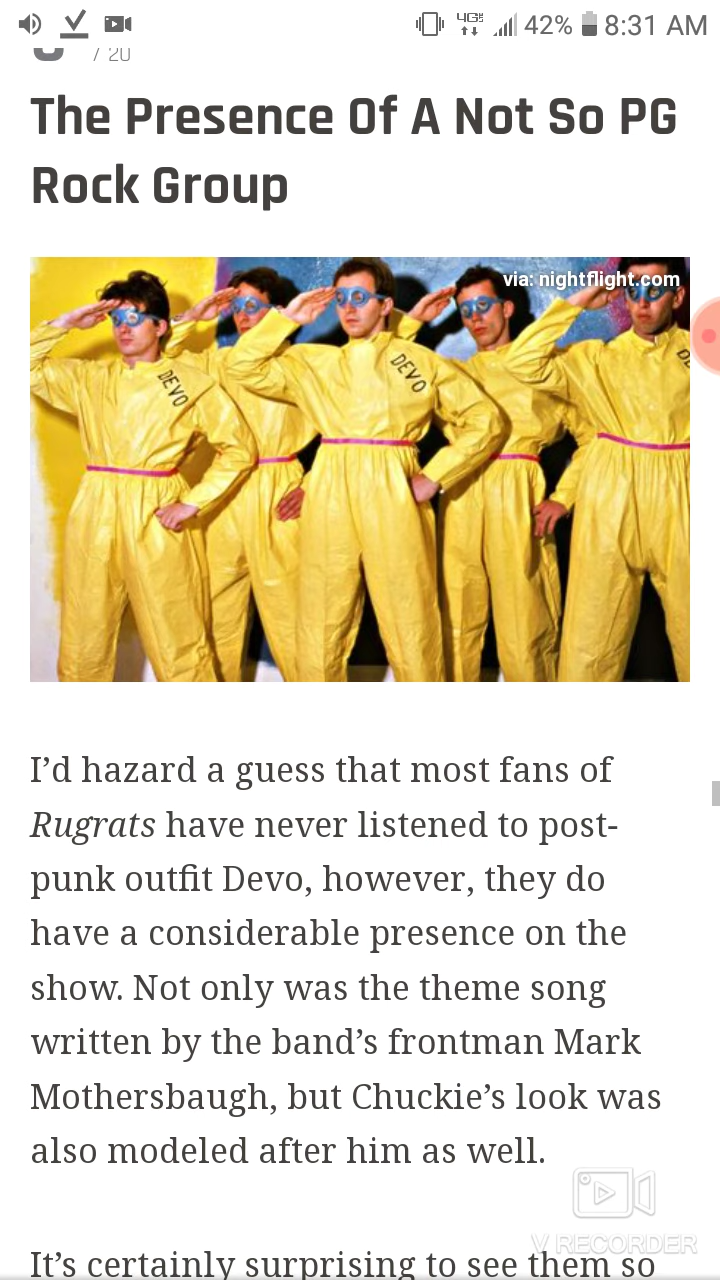 42% 8:31 AM
/ 20
The Presence Of A Not So PG
Rock Group
via: nightflight.com
DEVO
DEVO
I’d hazard a guess that most fans of
Rugrats have never listened to post-
punk outfit Devo, however, they do
have a considerable presence on the
show. Not only was the theme song
written by the band’s frontman Mark
Mothersbaugh, but Chuckie’s look was
also modeled after him as well.
V RECORDER
It’s certainly surprising to see them so